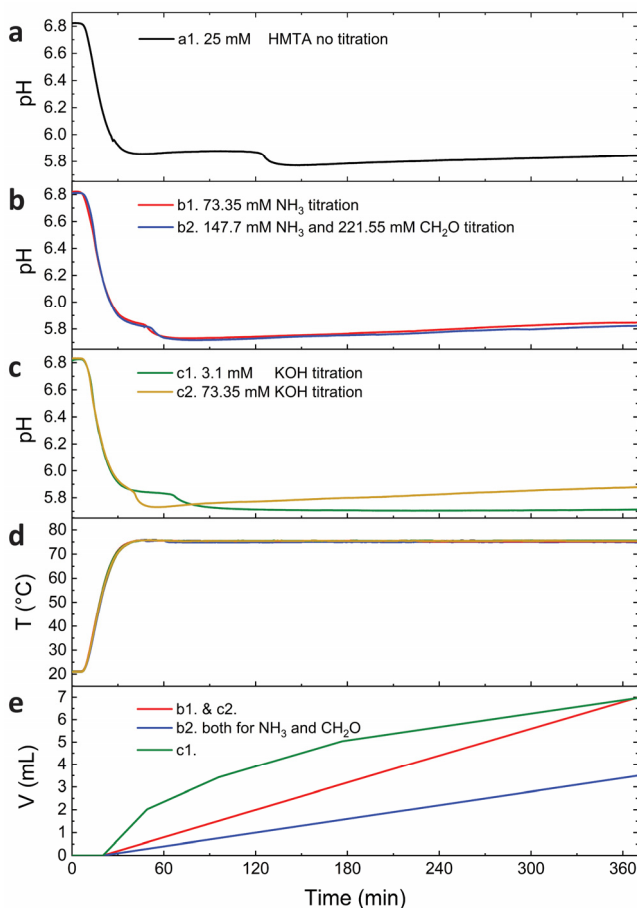 a
6.8
6.6
6.4
6.2
6.0
5.8
pH
a1. 25 mM HMTA no titration
b
6.8
6.6
6.4
6.2
6.0
5.8
pH
b1. 73.35 mM NH₃ titration
b2. 147.7 mM NH₃ and 221.55 mM CH₂O titration
c
6.8
6.6
6.4
6.2
6.0
5.8
pH
c1. 3.1 mM KOH titration
c2. 73.35 mM KOH titration
d
80
70
60
50
40
30
20
T (°C)
e
7
6
5
4
3
2
1
0
V (mL)
b1. & c2.
b2. both for NH₃ and CH₂O
c1.
0 60 120 180 240 300 360
Time (min)